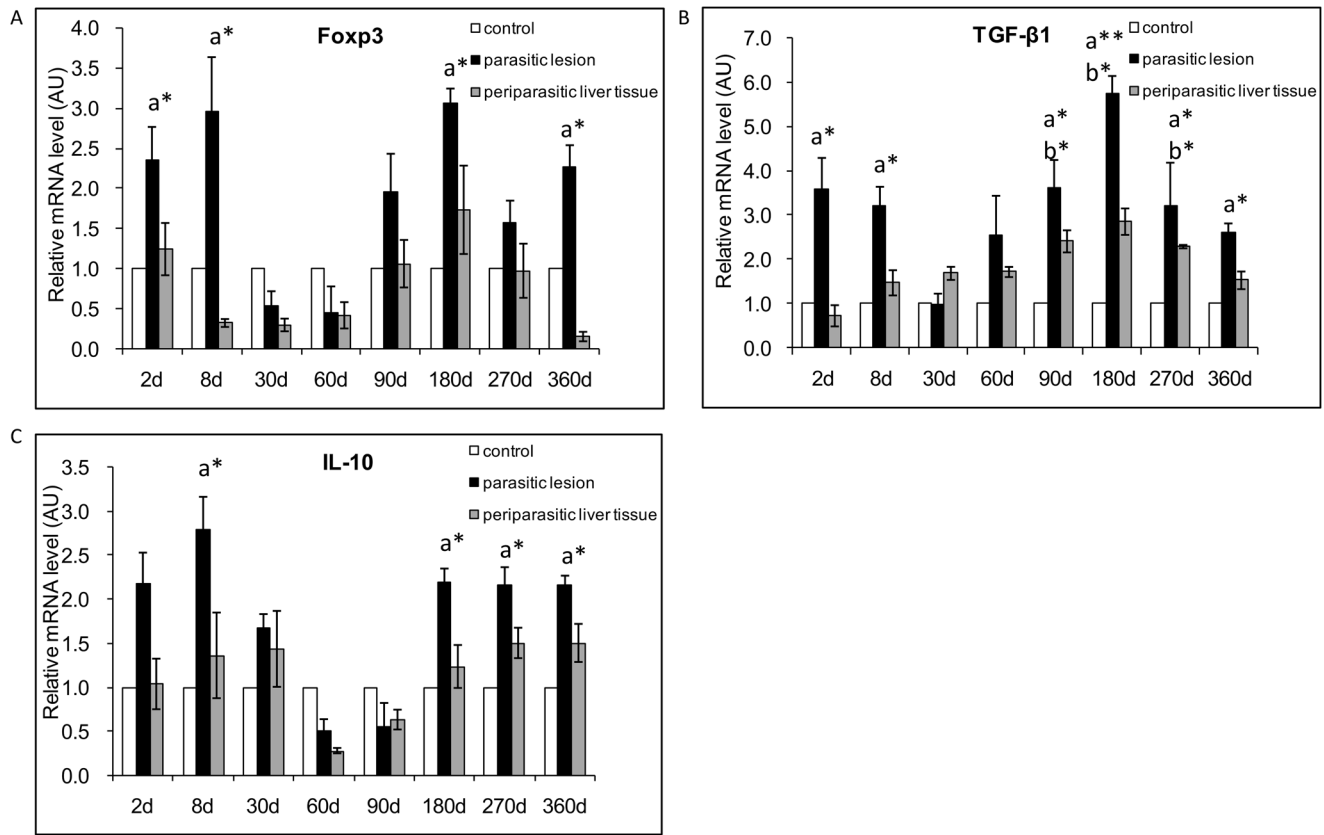 A
Foxp3
control
parasitic lesion
periparasitic liver tissue
Relative mRNA level (AU)
4.0
3.5
3.0
2.5
2.0
1.5
1.0
0.5
0.0
a*
a*
a*
a*
2d 8d 30d 60d 90d 180d 270d 360d
B
TGF-β1
control
parasitic lesion
periparasitic liver tissue
Relative mRNA level (AU)
7.0
6.0
5.0
4.0
3.0
2.0
1.0
0.0
a*
a*
a*
b*
a**
b*
a*
b*
a*
2d 8d 30d 60d 90d 180d 270d 360d
C
IL-10
control
parasitic lesion
periparasitic liver tissue
Relative mRNA level (AU)
3.5
3.0
2.5
2.0
1.5
1.0
0.5
0.0
a*
a*
a*
a*
2d 8d 30d 60d 90d 180d 270d 360d